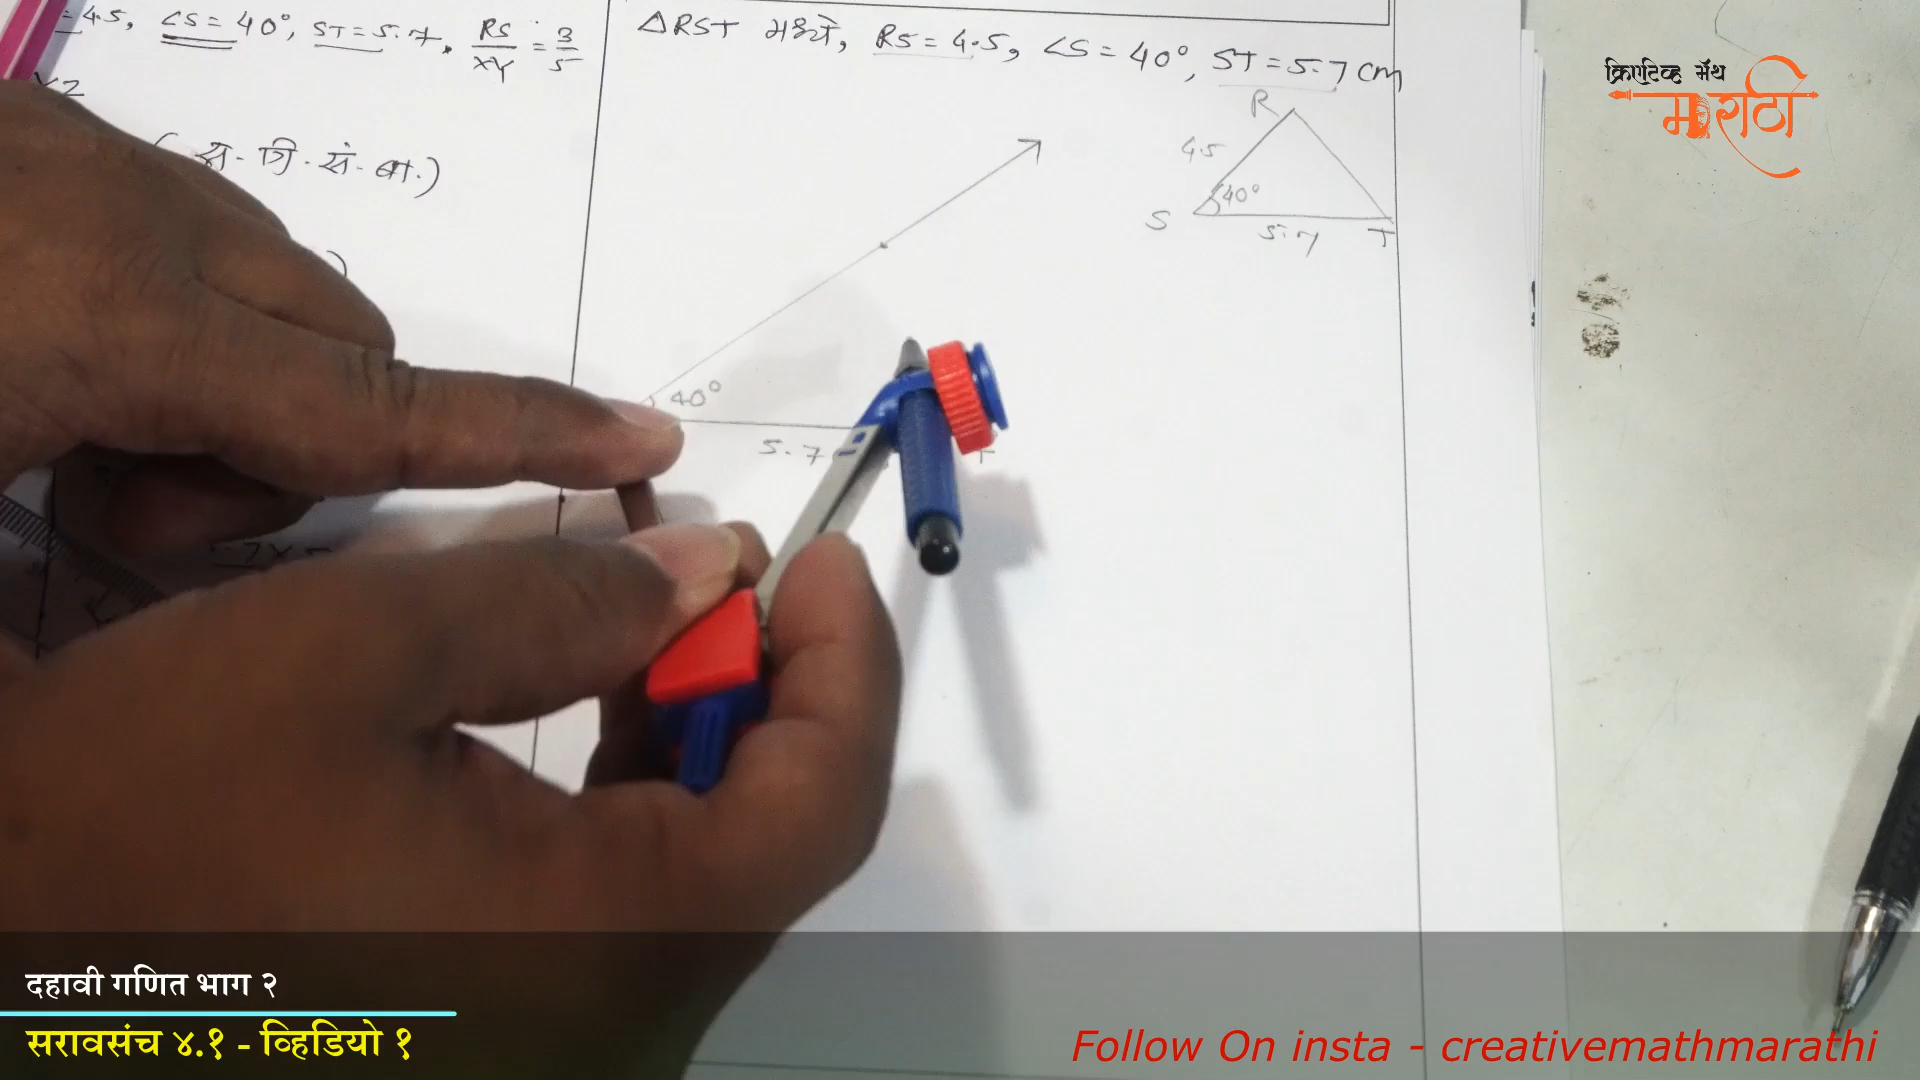 = 4.5, ∠S = 40°, ST = 5.7, RS/XY = 3/5
YZ
(स. त्रि. सं. बा.)
△RST मध्ये, RS = 4.5, ∠S = 40°, ST = 5.7 cm
R
4.5
40°
S
5.7
T
40°
5.7
T
क्रिएटिव्ह मॅथ
मराठी
दहावी गणित भाग २
सरावसंच ४.१ - व्हिडियो १
Follow On insta - creativemathmarathi